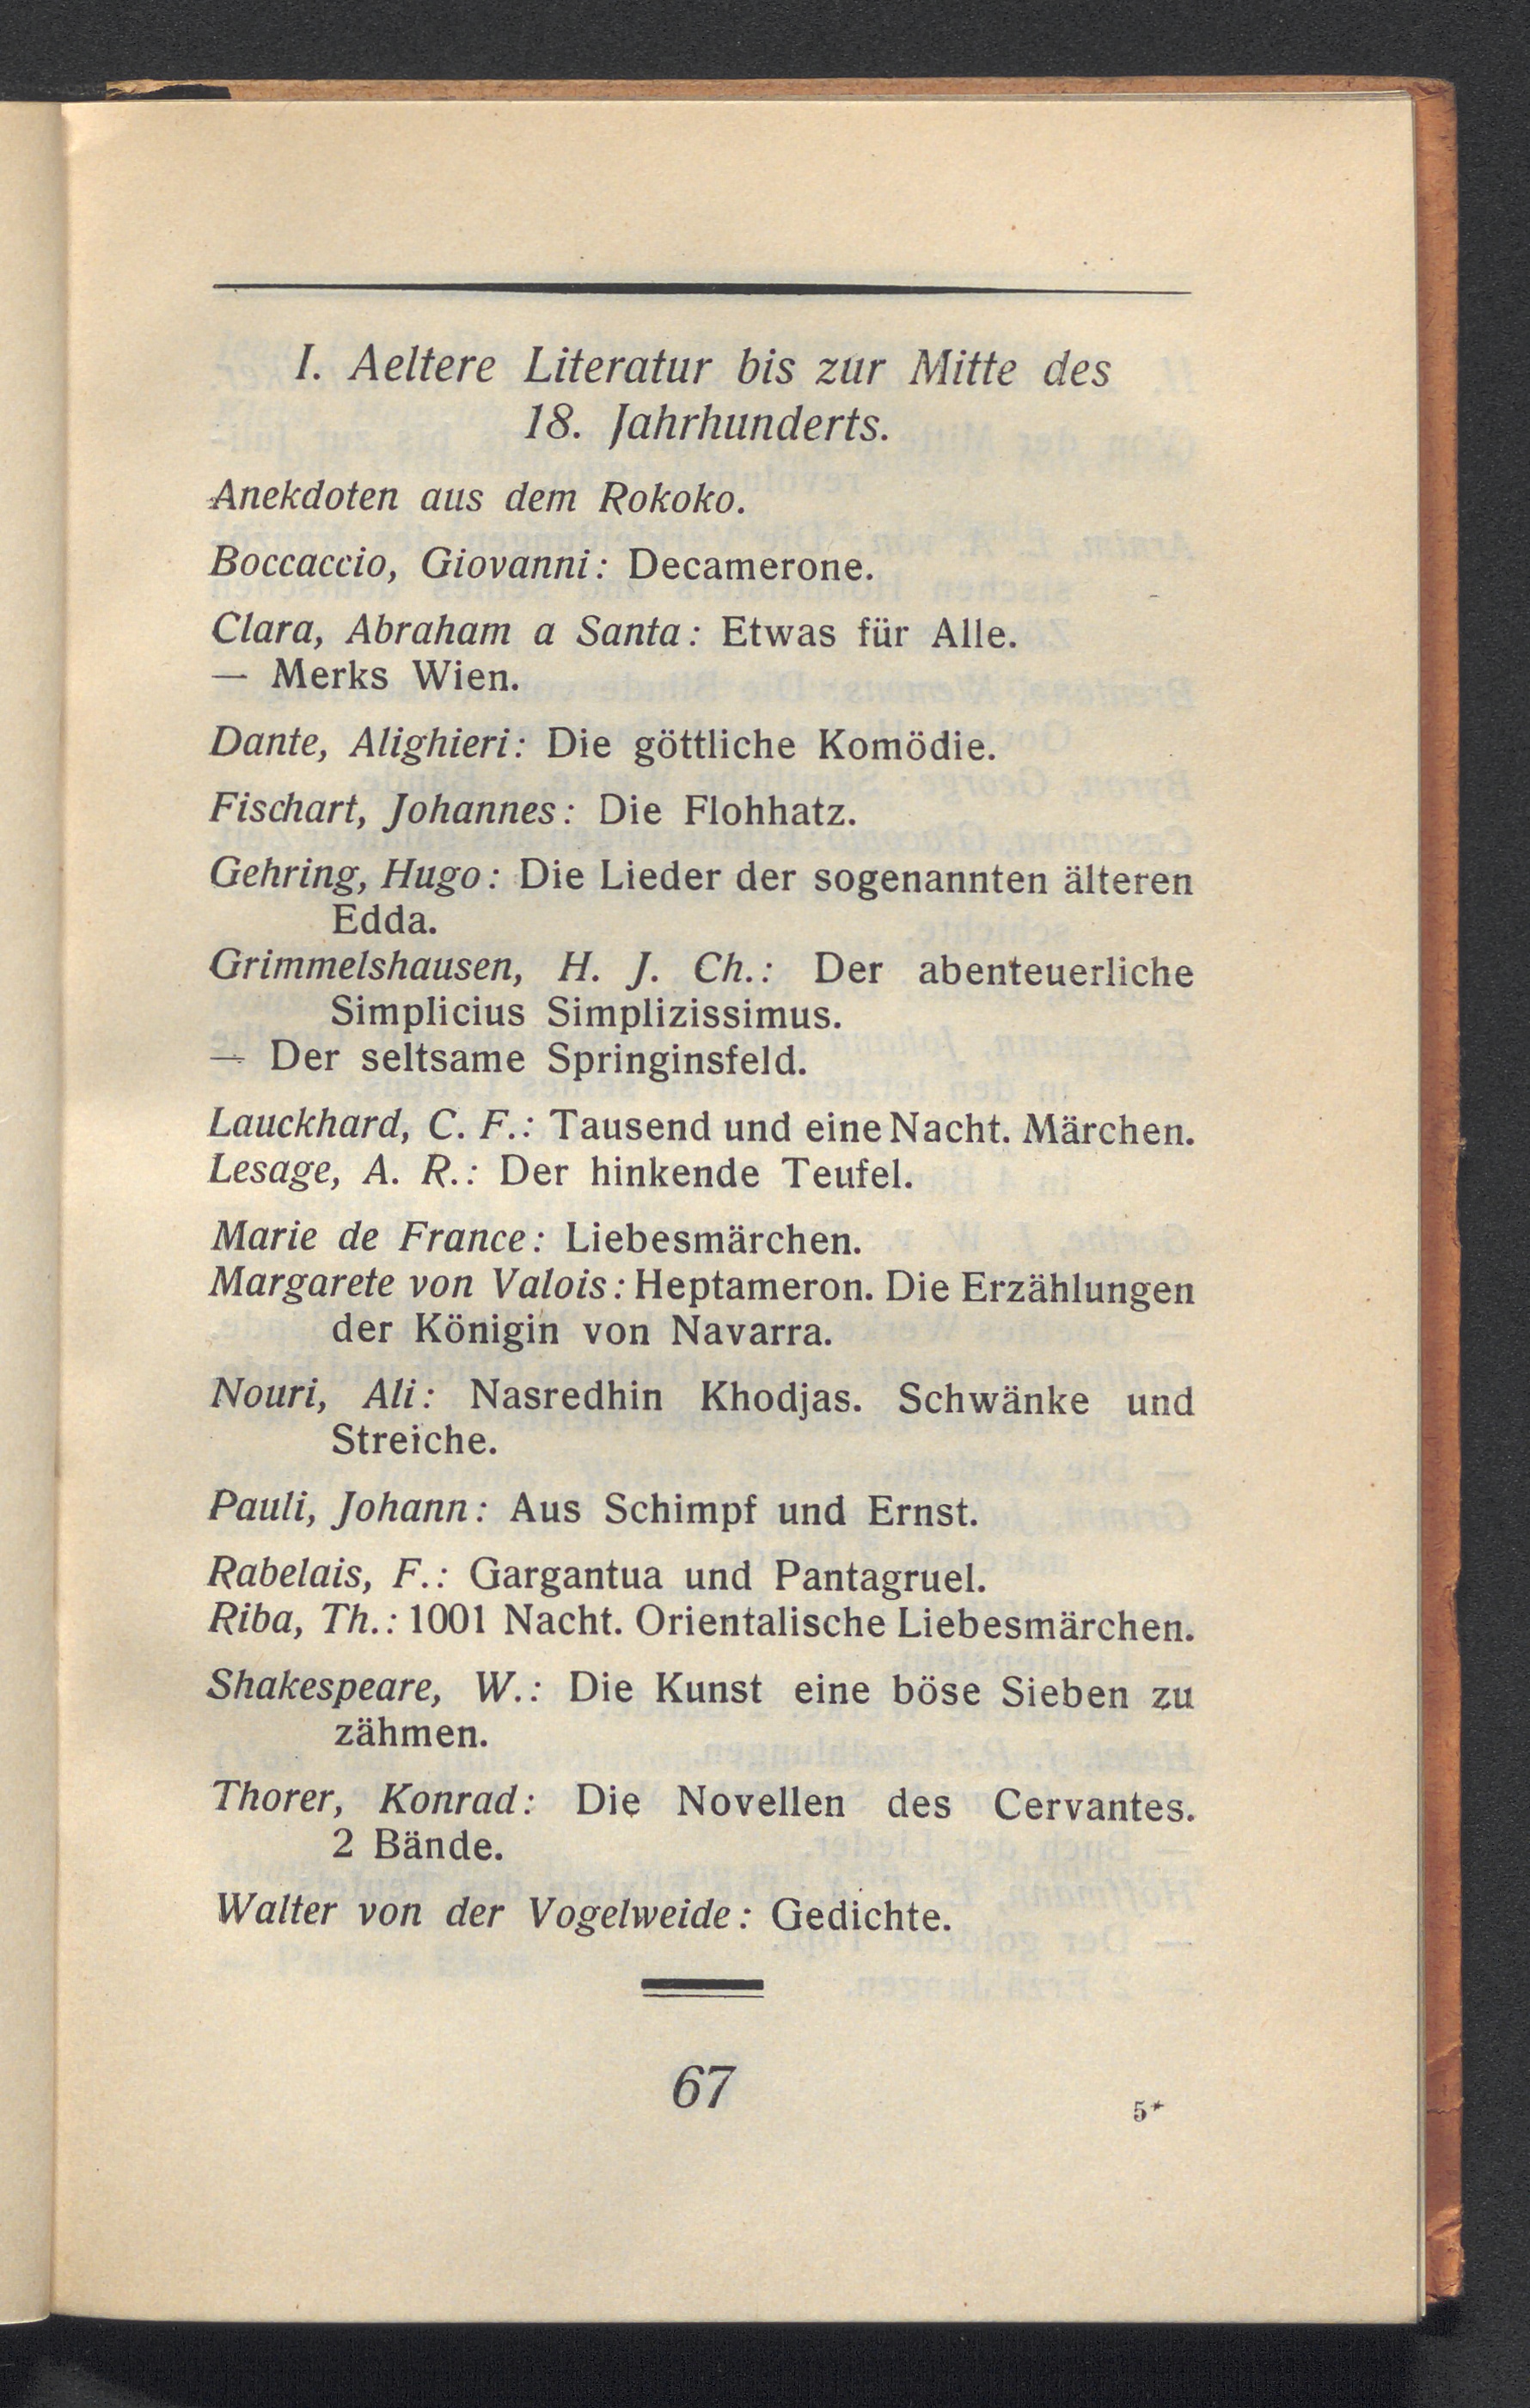 I. Aeltere Literatur bis zur Mitte des
18. Jahrhunderts.
Anekdoten aus dem Rokoko.
Boccaccio, Giovanni: Decamerone.
Clara, Abraham a Santa: Etwas für Alle.
— Merks Wien.
Dante, Alighieri: Die göttliche Komödie.
Fischart, Johannes: Die Flohhatz.
Gehring, Hugo: Die Lieder der sogenannten älteren
Edda.
Grimmelshausen, H. J. Ch.: Der abenteuerliche
Simplicius Simplizissimus.
— Der seltsame Springinsfeld.
Lauckhard, C. F.: Tausend und eine Nacht. Märchen.
Lesage, A. R.: Der hinkende Teufel.
Marie de France: Liebesmärchen.
Margarete von Valois: Heptameron. Die Erzählungen
der Königin von Navarra.
Nouri, Ali: Nasredhin Khodjas. Schwänke und
Streiche.
Pauli, Johann: Aus Schimpf und Ernst.
Rabelais, F.: Gargantua und Pantagruel.
Riba, Th.: 1001 Nacht. Orientalische Liebesmärchen.
Shakespeare, W.: Die Kunst eine böse Sieben zu
zähmen.
Thorer, Konrad: Die Novellen des Cervantes.
2 Bände.
Walter von der Vogelweide: Gedichte.
67
5*